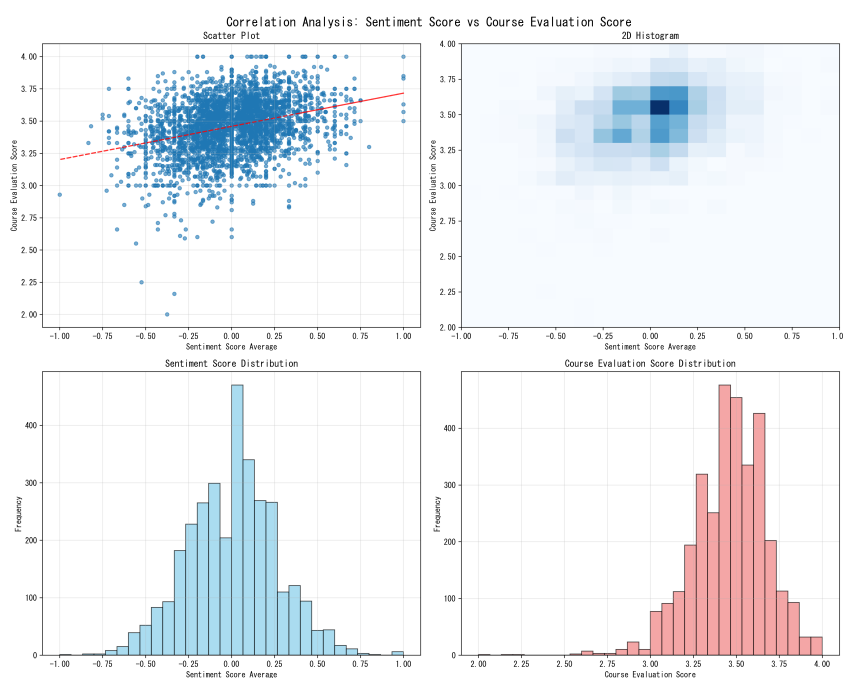 Correlation Analysis: Sentiment Score vs Course Evaluation Score
Scatter Plot
4.00
3.75
3.50
3.25
3.00
2.75
2.50
2.25
2.00
Course Evaluation Score
-1.00 -0.75 -0.50 -0.25 0.00 0.25 0.50 0.75 1.00
Sentiment Score Average
2D Histogram
4.00
3.75
3.50
3.25
3.00
2.75
2.50
2.25
2.00
Course Evaluation Score
-1.00 -0.75 -0.50 -0.25 0.00 0.25 0.50 0.75 1.0
Sentiment Score Average
Sentiment Score Distribution
400
300
200
100
0
Frequency
-1.00 -0.75 -0.50 -0.25 0.00 0.25 0.50 0.75 1.00
Sentiment Score Average
Course Evaluation Score Distribution
400
300
200
100
0
Frequency
2.00 2.25 2.50 2.75 3.00 3.25 3.50 3.75 4.00
Course Evaluation Score